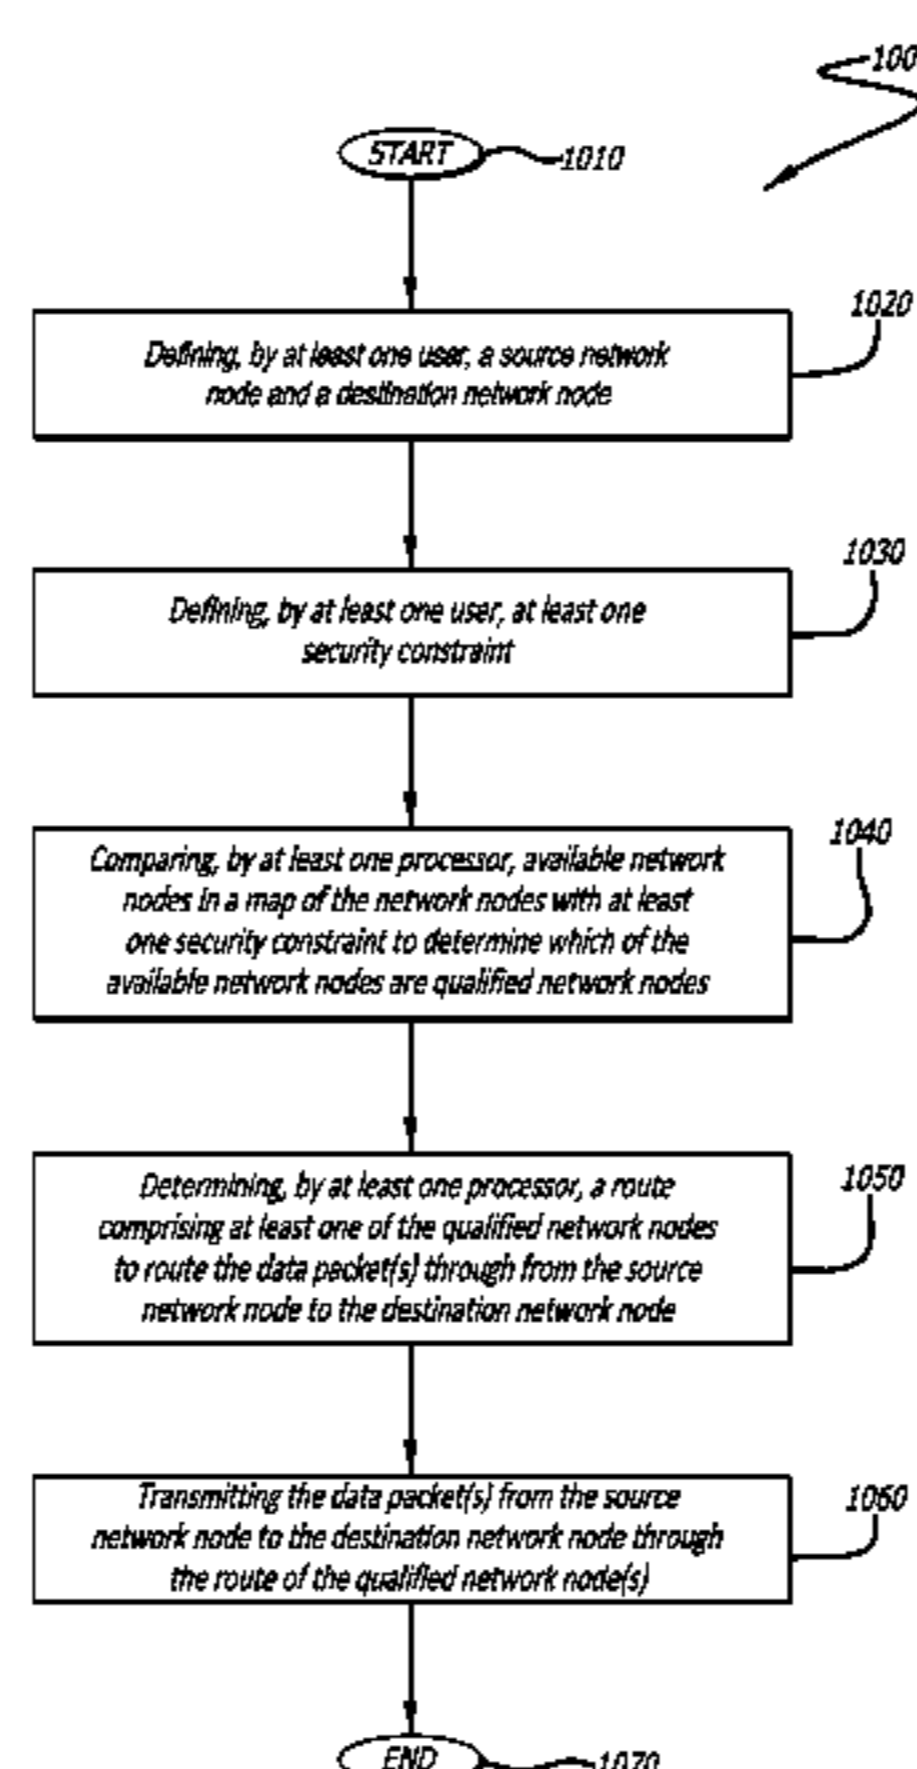 100
START
1010
1020
Defining, by at least one user, a source network
node and a destination network node
1030
Defining, by at least one user, at least one
security constraint
1040
Comparing, by at least one processor, available network
nodes in a map of the network nodes with at least
one security constraint to determine which of the
available network nodes are qualified network nodes
1050
Determining, by at least one processor, a route
comprising at least one of the qualified network nodes
to route the data packet(s) through from the source
network node to the destination network node
1060
Transmitting the data packet(s) from the source
network node to the destination network node through
the route of the qualified network node(s)
END
1070